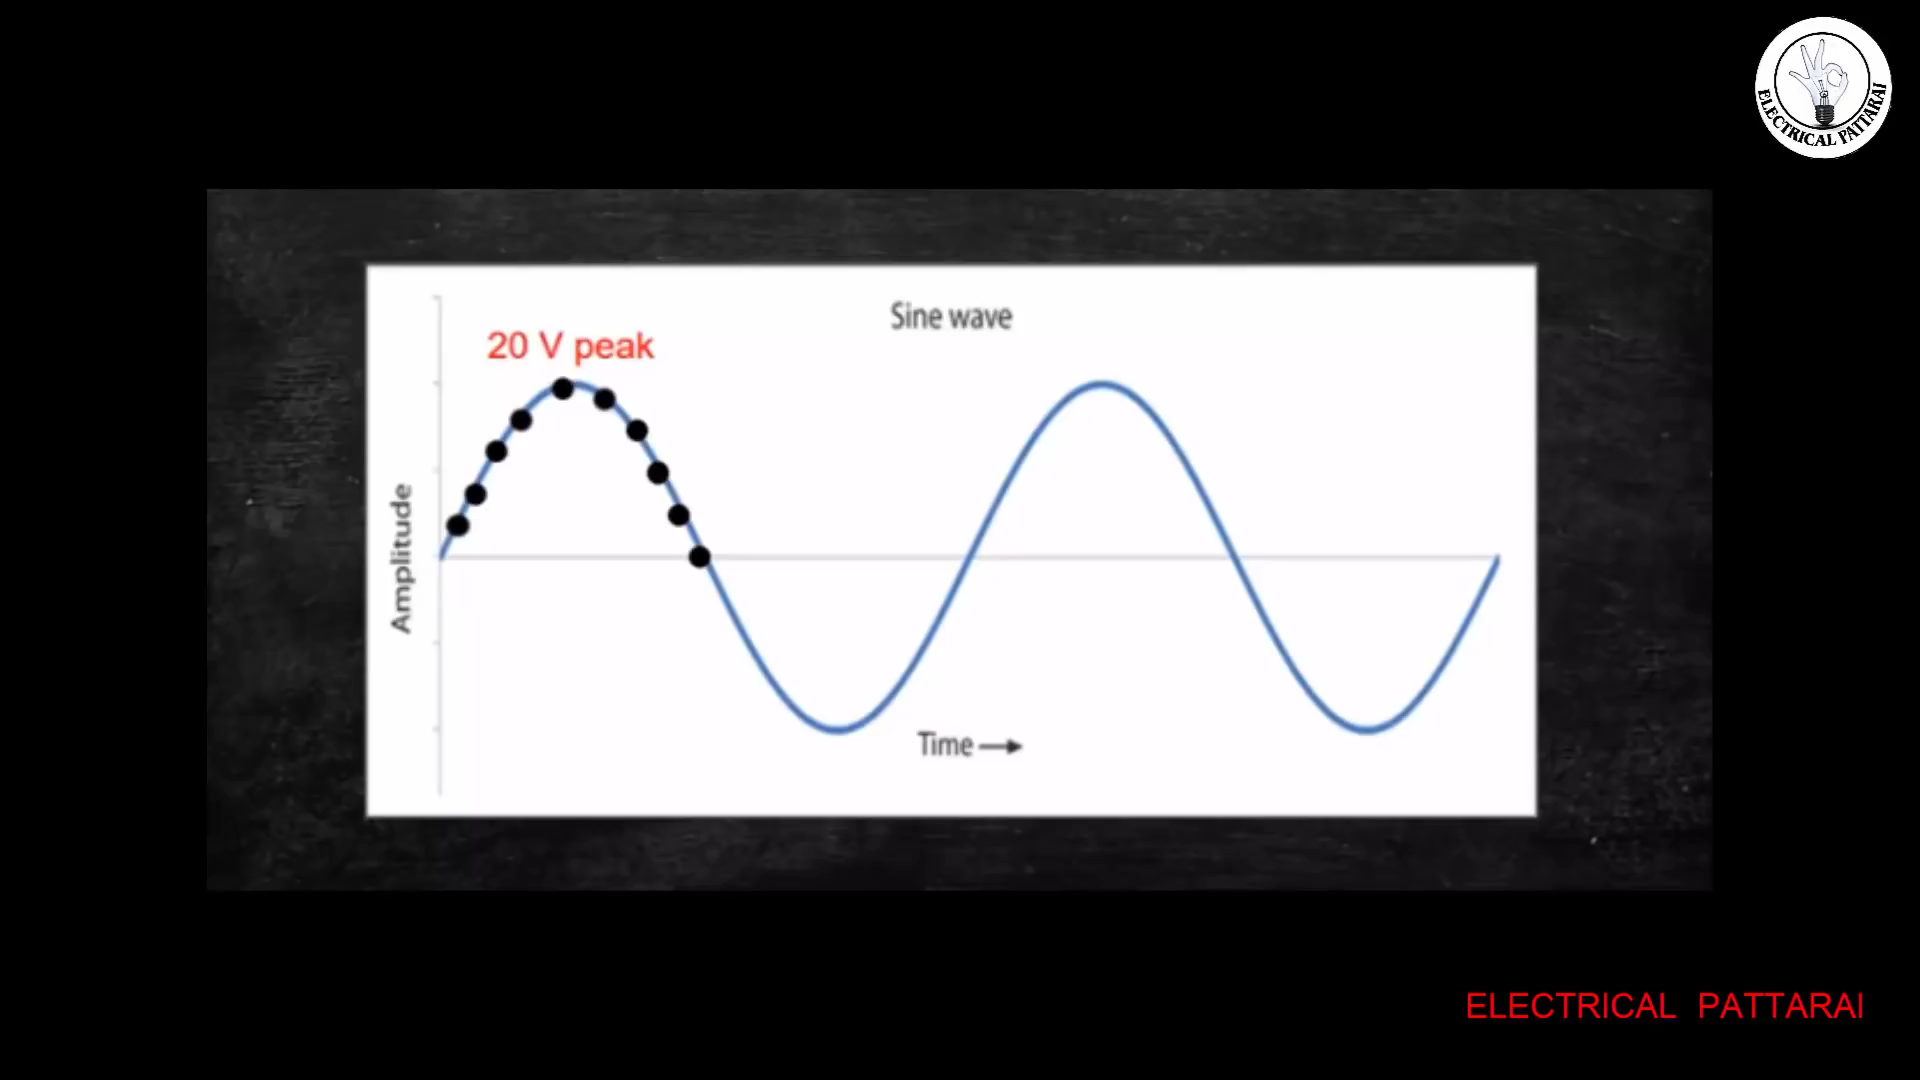 ELECTRICAL PATTARAI
Sine wave
20 V peak
Amplitude
Time
ELECTRICAL PATTARAI